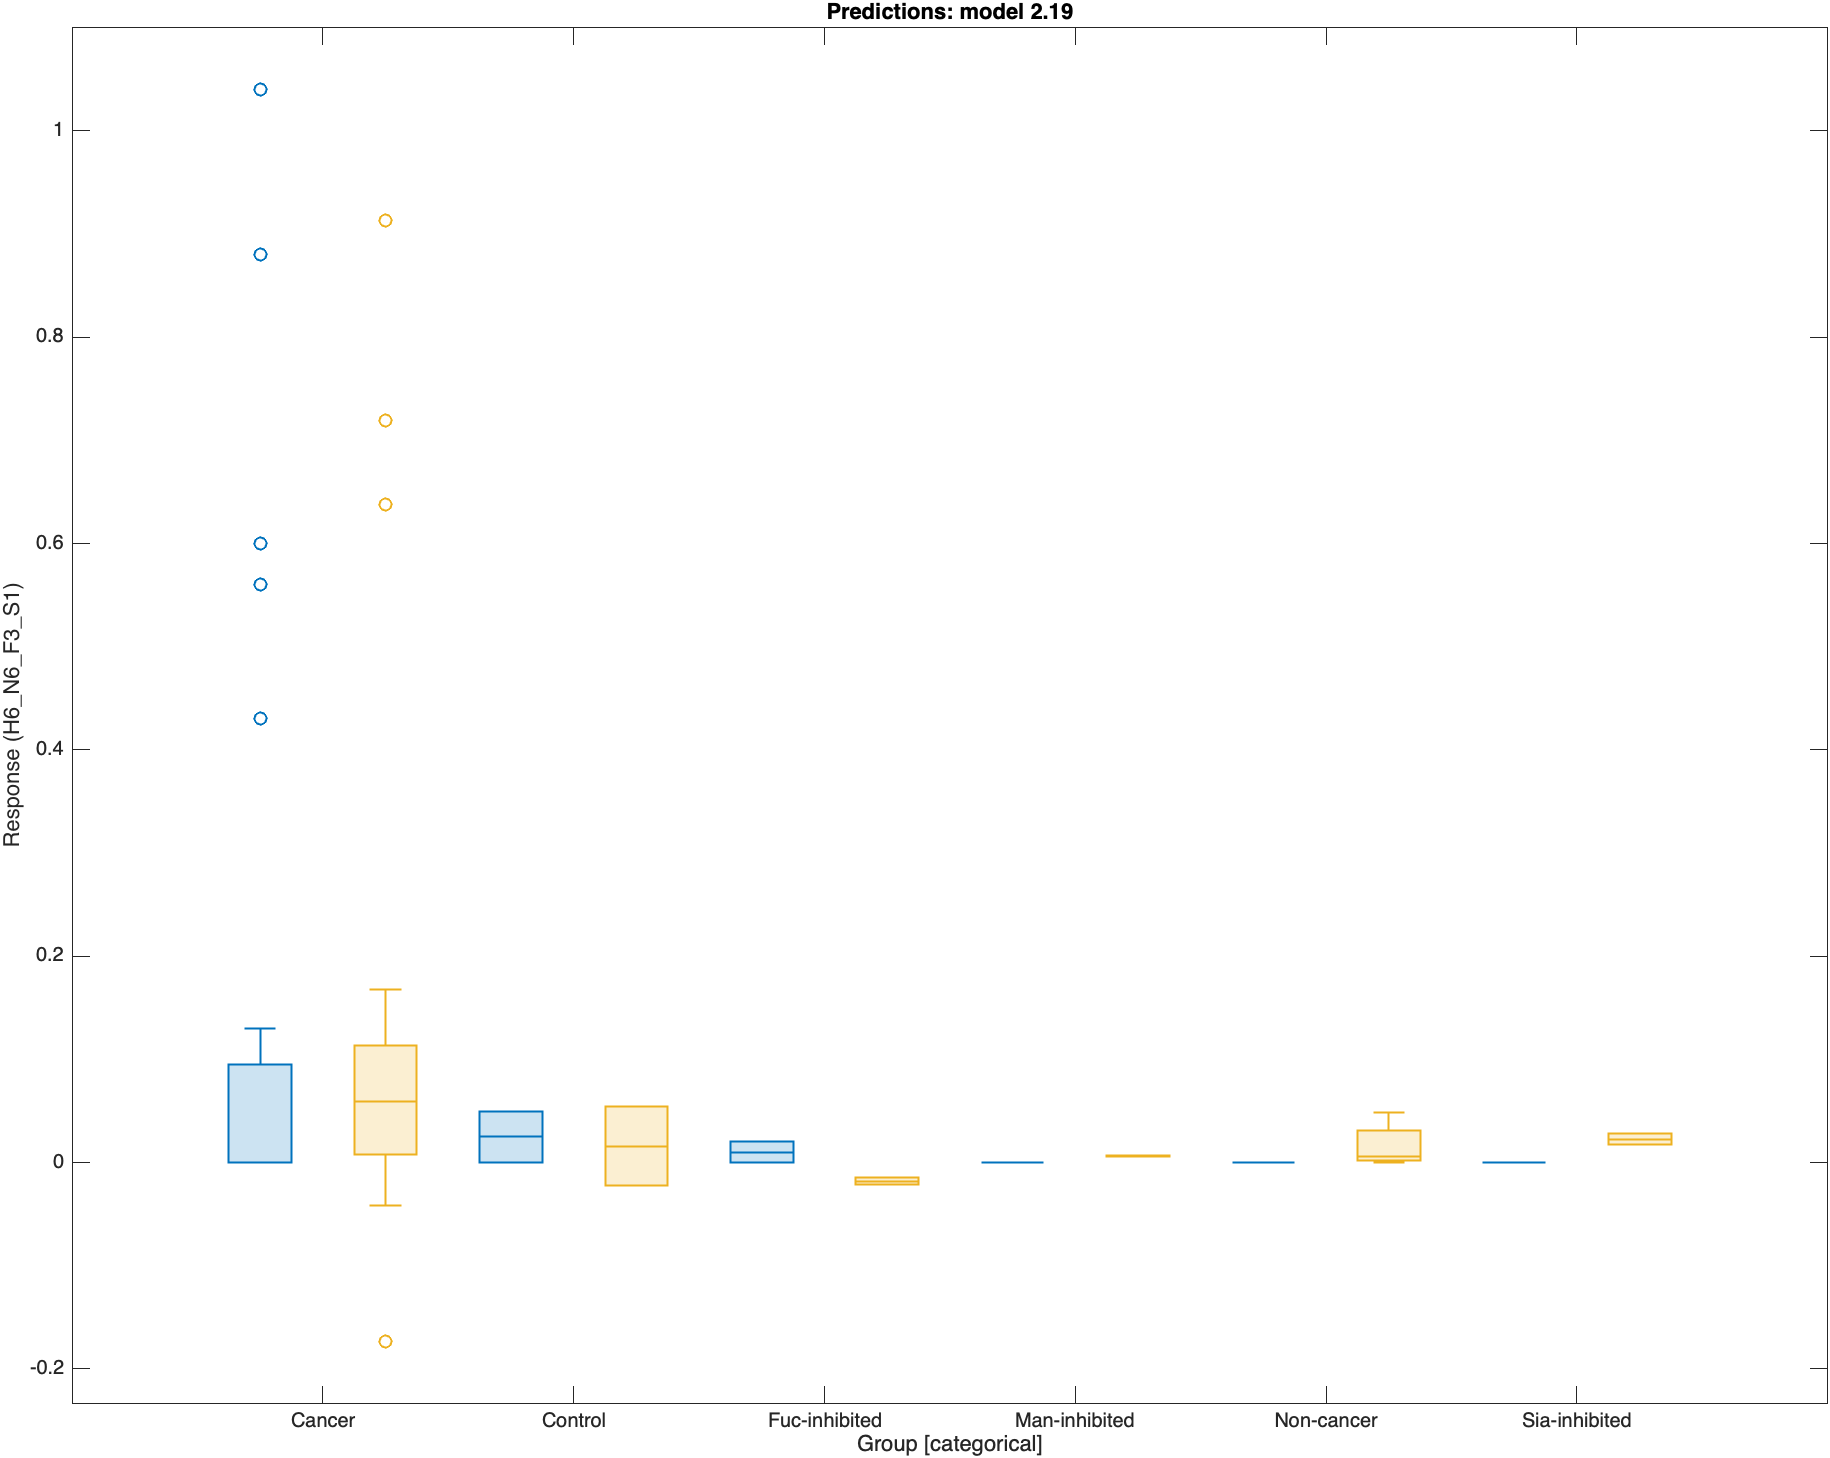 Predictions: model 2.19
Response (H6_N6_F3_S1)
1
0.8
0.6
0.4
0.2
0
-0.2
Cancer
Control
Fuc-inhibited
Man-inhibited
Non-cancer
Sia-inhibited
Group [categorical]